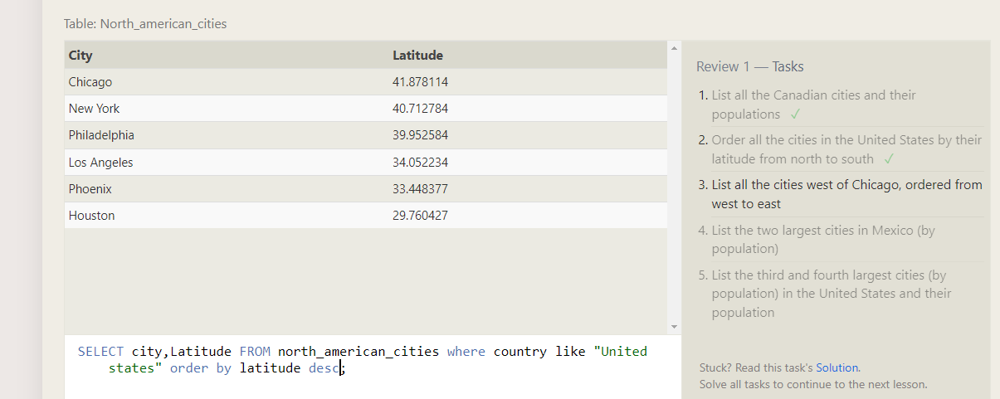 Table: North_american_cities
City Latitude
Chicago 41.878114
New York 40.712784
Philadelphia 39.952584
Los Angeles 34.052234
Phoenix 33.448377
Houston 29.760427
SELECT city,Latitude FROM north_american_cities where country like "United
states" order by latitude desc;
Review 1 — Tasks
1. List all the Canadian cities and their
populations ✓
2. Order all the cities in the United States by their
latitude from north to south ✓
3. List all the cities west of Chicago, ordered from
west to east
4. List the two largest cities in Mexico (by
population)
5. List the third and fourth largest cities (by
population) in the United States and their
population
Stuck? Read this task's Solution.
Solve all tasks to continue to the next lesson.